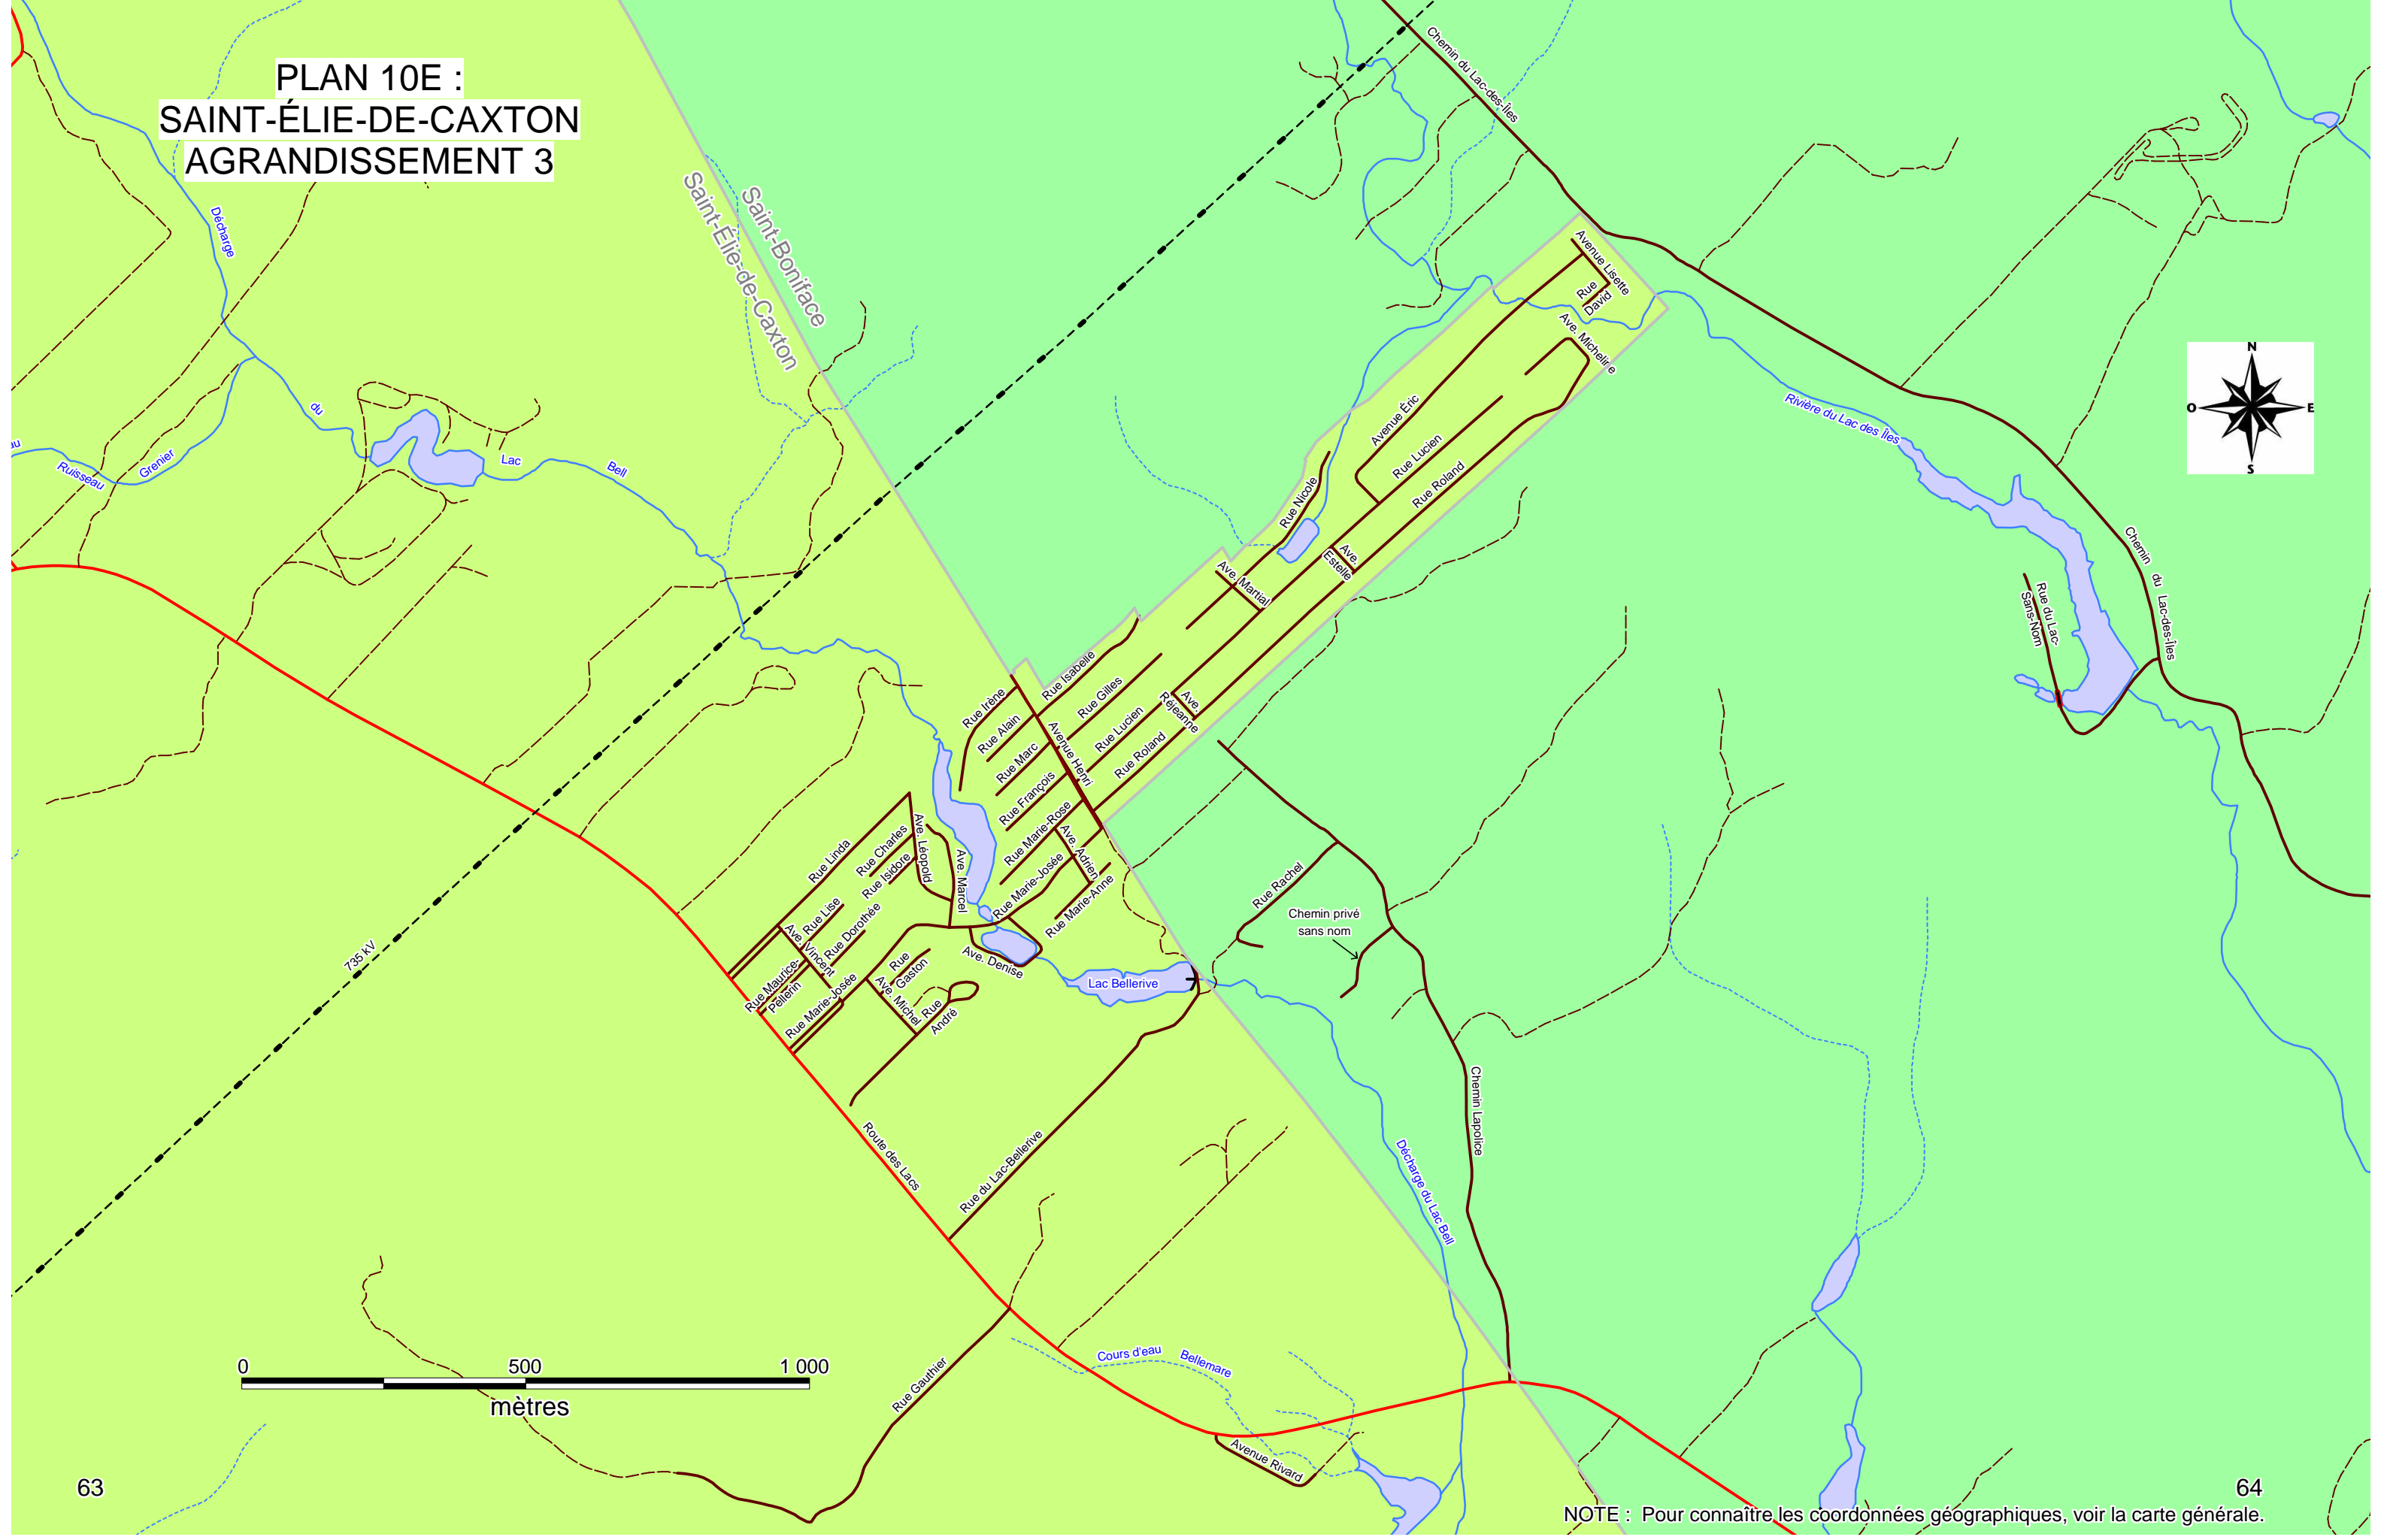 PLAN 10E :
SAINT-ÉLIE-DE-CAXTON
AGRANDISSEMENT 3
Saint-Boniface
Saint-Élie-de-Caxton
Chemin du Lac-des-Îles
Décharge
du
Lac
Bell
Ruisseau
Grenier
Avenue Lisette
Rue
David
Ave. Micheline
Avenue Éric
Rue Lucien
Rue Roland
Rue Nicole
Ave.
Estelle
Ave. Martial
N
O
E
S
Rivière du Lac des Îles
Chemin du Lac-des-Îles
Rue du Lac-
Sans-Nom
Rue Isabelle
Rue Irène
Rue Gilles
Rue Alain
Rue Marc
Avenue Henri
Rue Lucien
Ave.
Réjeanne
Rue Roland
Rue François
Rue Marie-Rose
Ave. Adrien
Rue Marie-Josée
Rue Marie-Anne
Rue Linda
Rue Charles
Rue Isidore
Ave. Léopold
Ave. Marcel
Rue Lise
Rue Dorothée
Ave. Vincent
Rue Maurice-
Pellerin
Rue Marie-Josée
Rue
Gaston
Ave. Michel
Rue
André
Ave. Denise
Lac Bellerive
Rue Rachel
Chemin privé
sans nom
735 kV
Chemin Lapolice
Décharge du Lac Bell
Route des Lacs
Rue du Lac-Bellerive
Rue Gauthier
Cours d'eau
Bellemare
Avenue Rivard
0
500
1 000
mètres
63
64
NOTE : Pour connaître les coordonnées géographiques, voir la carte générale.